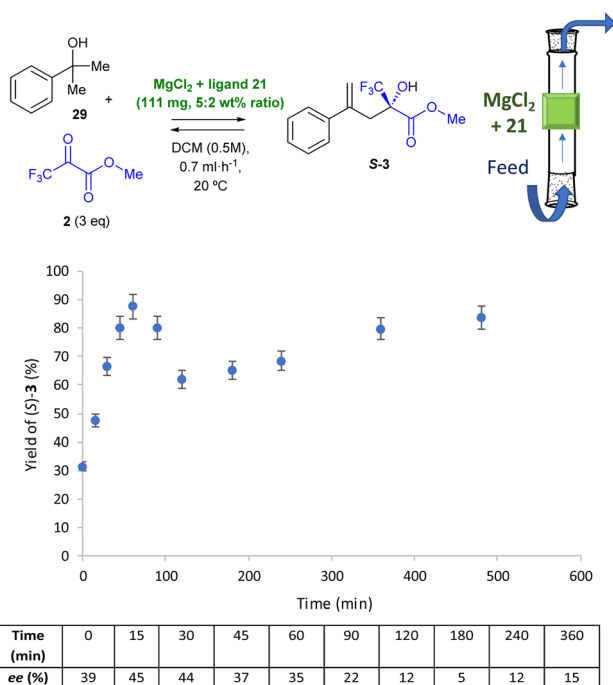 OH
Me
Me
29
+
MgCl₂ + ligand 21
(111 mg, 5:2 wt% ratio)
DCM (0.5M),
0.7 ml·h⁻¹,
20 ºC
F₃C
OH
O
Me
O
S-3
O
F₃C
O
Me
O
2 (3 eq)
MgCl₂
+ 21
Feed
Yield of (S)-3 (%)
100
90
80
70
60
50
40
30
20
10
0
0 100 200 300 400 500 600
Time (min)
Time (min) 0 15 30 45 60 90 120 180 240 360
ee (%) 39 45 44 37 35 22 12 5 12 15